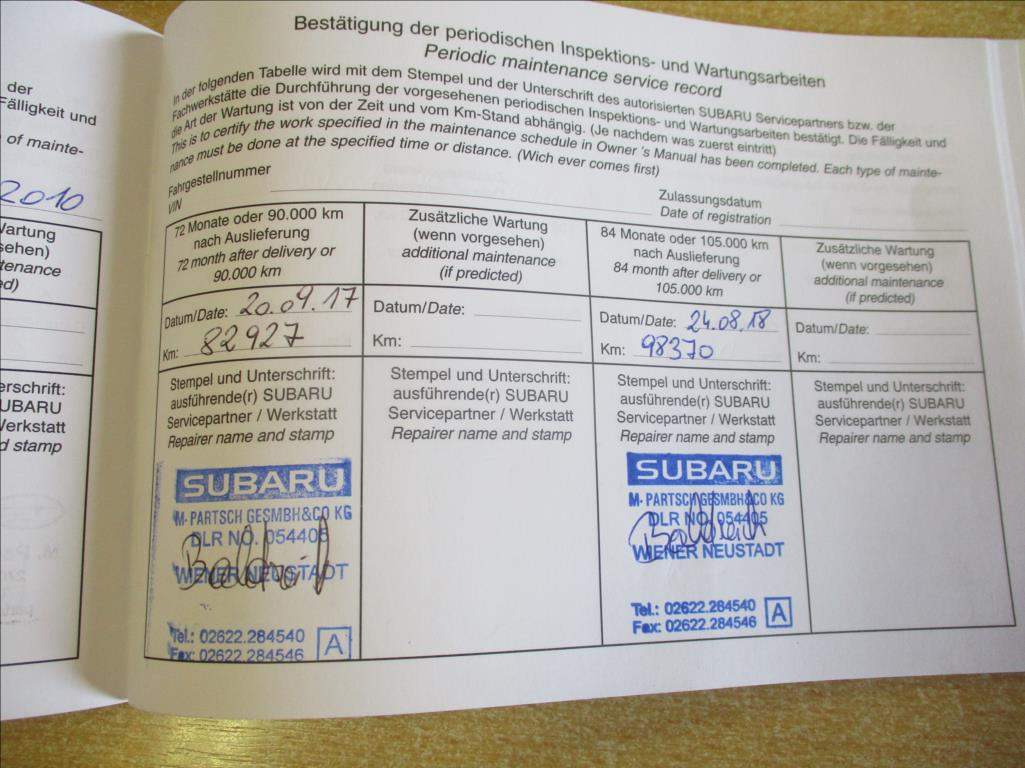 der
Fälligkeit und
of mainte-
2010
Wartung
sehen)
tenance
ed)
erschrift:
UBARU
Werkstatt
d stamp
Bestätigung der periodischen Inspektions- und Wartungsarbeiten
Periodic maintenance service record
In der folgenden Tabelle wird mit dem Stempel und der Unterschrift des autorisierten SUBARU Servicepartners bzw. der
Fachwerkstätte die Durchführung der vorgesehenen periodischen Inspektions- und Wartungsarbeiten bestätigt. Die Fälligkeit und
die Art der Wartung ist von der Zeit und vom Km-Stand abhängig. (Je nachdem was zuerst eintritt)
This is to certify the work specified in the maintenance schedule in Owner´s Manual has been completed. Each type of mainte-
nance must be done at the specified time or distance. (Wich ever comes first)
Fahrgestellnummer
VIN
Zulassungsdatum
Date of registration
72 Monate oder 90.000 km
nach Auslieferung
72 month after delivery or
90.000 km
Datum/Date: 20.09.17
Km: 82927
Stempel und Unterschrift:
ausführende(r) SUBARU
Servicepartner / Werkstatt
Repairer name and stamp
SUBARU
M. PARTSCH GESMBH&CO KG
DLR NO. 054405
WIENER NEUSTADT
Tel.: 02622.284540
Fax: 02622.284546
A
Zusätzliche Wartung
(wenn vorgesehen)
additional maintenance
(if predicted)
Datum/Date:
Km:
Stempel und Unterschrift:
ausführende(r) SUBARU
Servicepartner / Werkstatt
Repairer name and stamp
84 Monate oder 105.000 km
nach Auslieferung
84 month after delivery or
105.000 km
Datum/Date: 24.08.18
Km: 98370
Stempel und Unterschrift:
ausführende(r) SUBARU
Servicepartner / Werkstatt
Repairer name and stamp
SUBARU
M. PARTSCH GESMBH&CO KG
DLR NO. 054405
WIENER NEUSTADT
Tel.: 02622.284540
Fax: 02622.284546
A
Zusätzliche Wartung
(wenn vorgesehen)
additional maintenance
(if predicted)
Datum/Date:
Km:
Stempel und Unterschrift:
ausführende(r) SUBARU
Servicepartner / Werkstatt
Repairer name and stamp